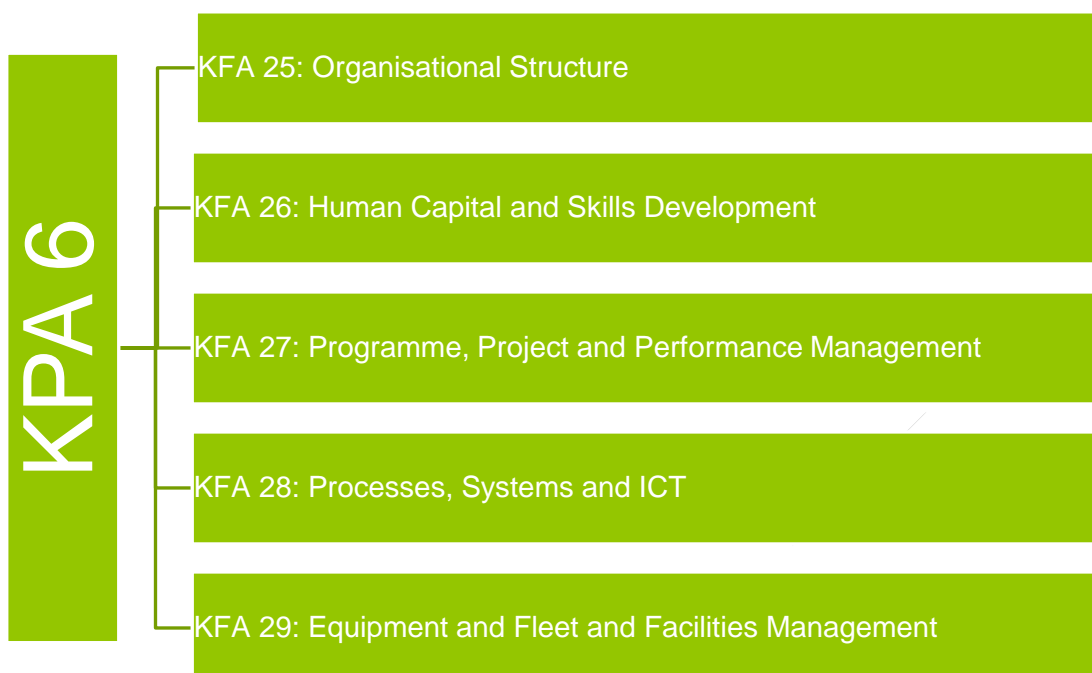 KPA 6
KFA 25: Organisational Structure
KFA 26: Human Capital and Skills Development
KFA 27: Programme, Project and Performance Management
KFA 28: Processes, Systems and ICT
KFA 29: Equipment and Fleet and Facilities Management